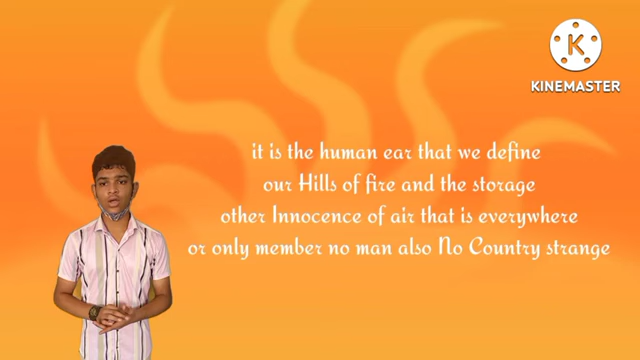 KINEMASTER
it is the human ear that we define
our Hills of fire and the storage
other Innocence of air that is everywhere
or only member no man also No Country strange